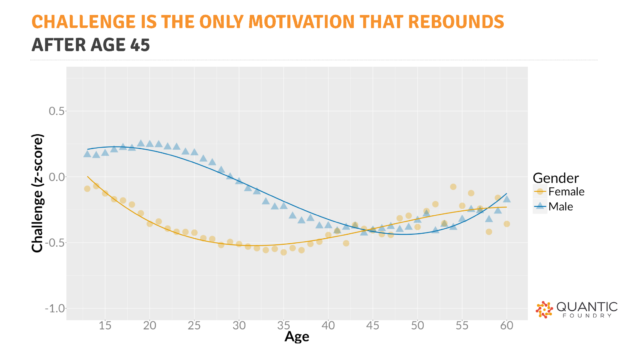 CHALLENGE IS THE ONLY MOTIVATION THAT REBOUNDS
AFTER AGE 45
Challenge (z-score)
0.5
0.0
-0.5
-1.0
15 20 25 30 35 40 45 50 55 60
Age
Gender
Female
Male
QUANTIC
FOUNDRY